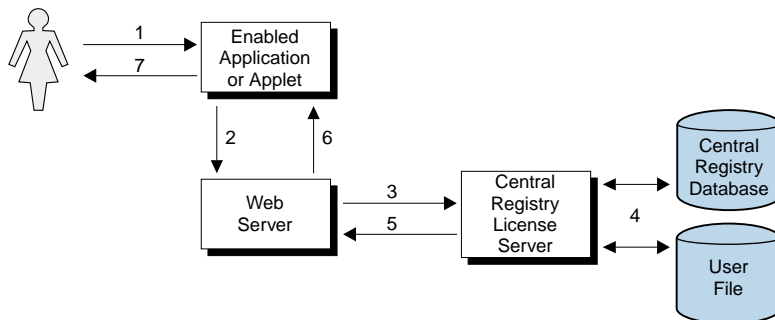 1
7
Enabled
Application
or Applet
2
6
Web
Server
3
5
Central
Registry
License
Server
4
Central
Registry
Database
User
File